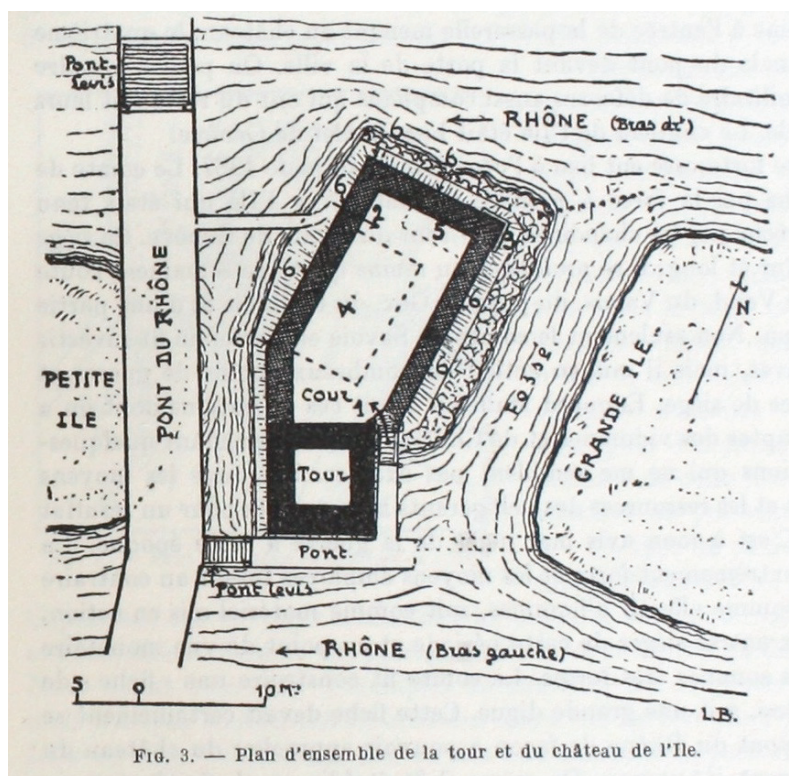 Pont
levis
← RHÔNE (Bras dt)
6
6
6
6
6
6
6
6
2
5
3
4
N
PONT DU RHÔNE
FOSSÉ
GRANDE ILE
PETITE
ILE
Cour
1
Tour
Pont.
Pont levis
← RHÔNE (Bras gauche)
5 0 10 M.
L.B.
FIG. 3. — Plan d'ensemble de la tour et du château de l'Ile.